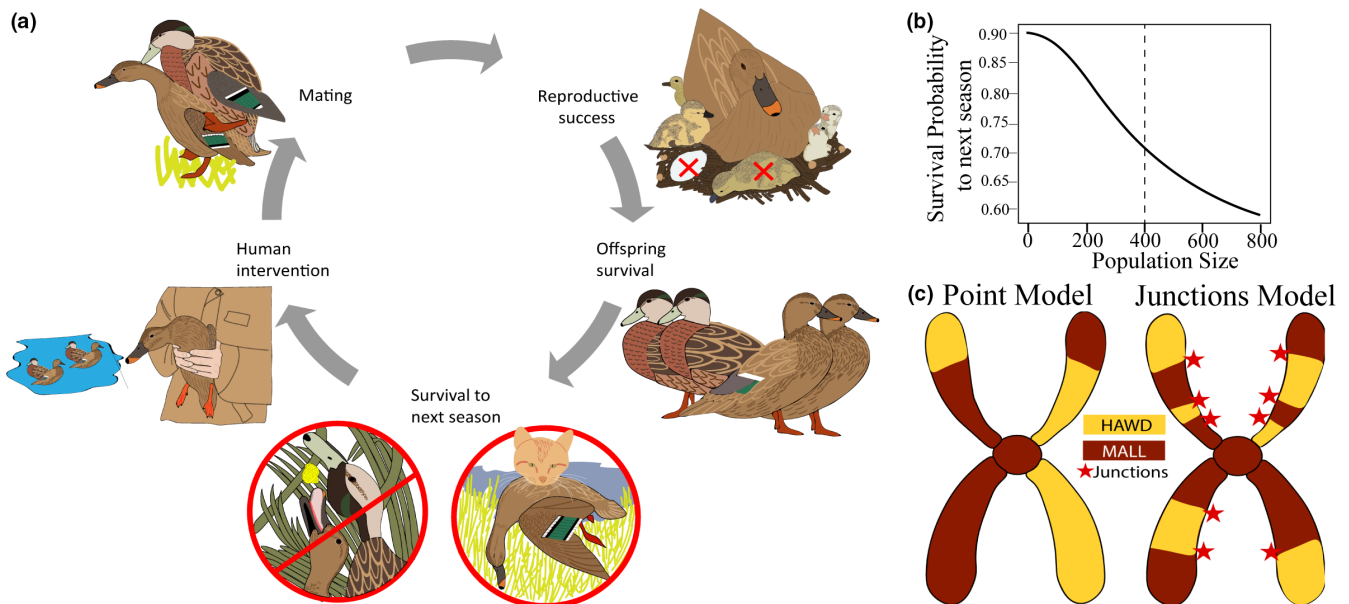 (a)
Mating
Reproductive
success
Offspring
survival
Survival to
next season
Human
intervention
(b)
Survival Probability
to next season
0.90
0.85
0.80
0.75
0.70
0.65
0.60
0
200
400
600
800
Population Size
(c)
Point Model
Junctions Model
HAWD
MALL
Junctions